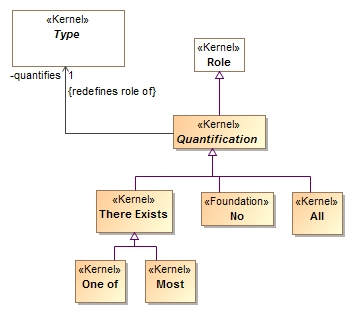 «Kernel»
Type
-quantifies 1
{redefines role of}
«Kernel»
Role
«Kernel»
Quantification
«Kernel»
There Exists
«Foundation»
No
«Kernel»
All
«Kernel»
One of
«Kernel»
Most